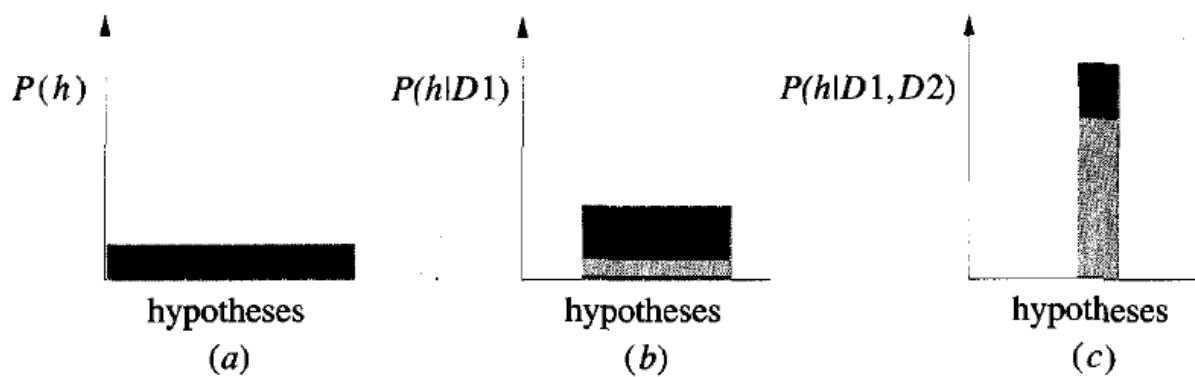 P(h)
P(h|D1)
P(h|D1,D2)
hypotheses
hypotheses
hypotheses
(a)
(b)
(c)